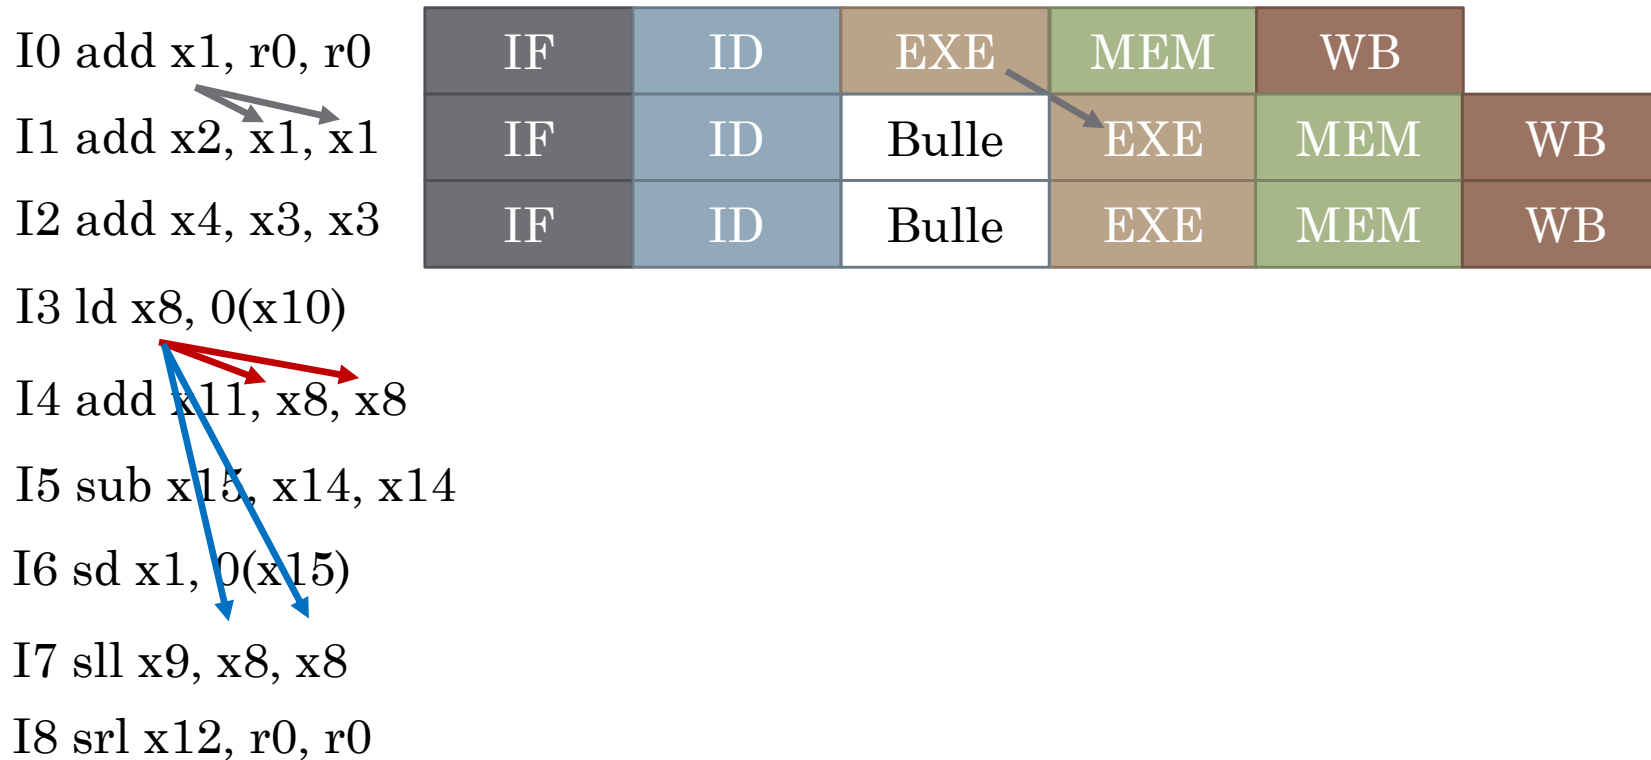 I0 add x1, r0, r0 IF ID EXE MEM WB
I1 add x2, x1, x1 IF ID Bulle EXE MEM WB
I2 add x4, x3, x3 IF ID Bulle EXE MEM WB
I3 ld x8, 0(x10)
I4 add x11, x8, x8
I5 sub x15, x14, x14
I6 sd x1, 0(x15)
I7 sll x9, x8, x8
I8 srl x12, r0, r0